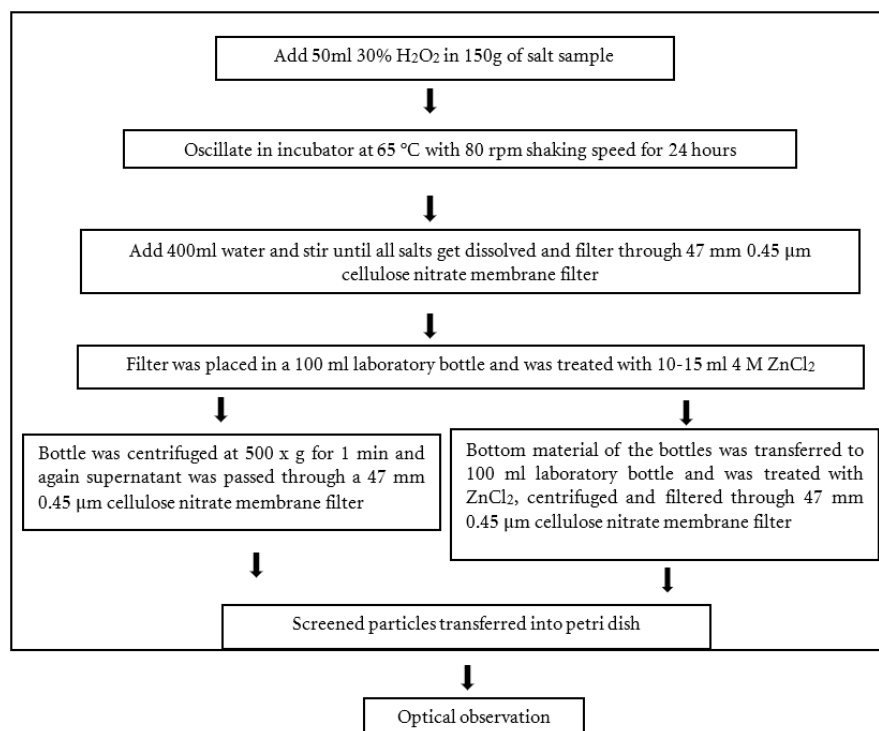 Add 50ml 30% H₂O₂ in 150g of salt sample
Oscillate in incubator at 65 °C with 80 rpm shaking speed for 24 hours
Add 400ml water and stir until all salts get dissolved and filter through 47 mm 0.45 μm
cellulose nitrate membrane filter
Filter was placed in a 100 ml laboratory bottle and was treated with 10-15 ml 4 M ZnCl₂
Bottle was centrifuged at 500 x g for 1 min and
again supernatant was passed through a 47 mm
0.45 μm cellulose nitrate membrane filter
Bottom material of the bottles was transferred to
100 ml laboratory bottle and was treated with
ZnCl₂, centrifuged and filtered through 47 mm
0.45 μm cellulose nitrate membrane filter
Screened particles transferred into petri dish
Optical observation